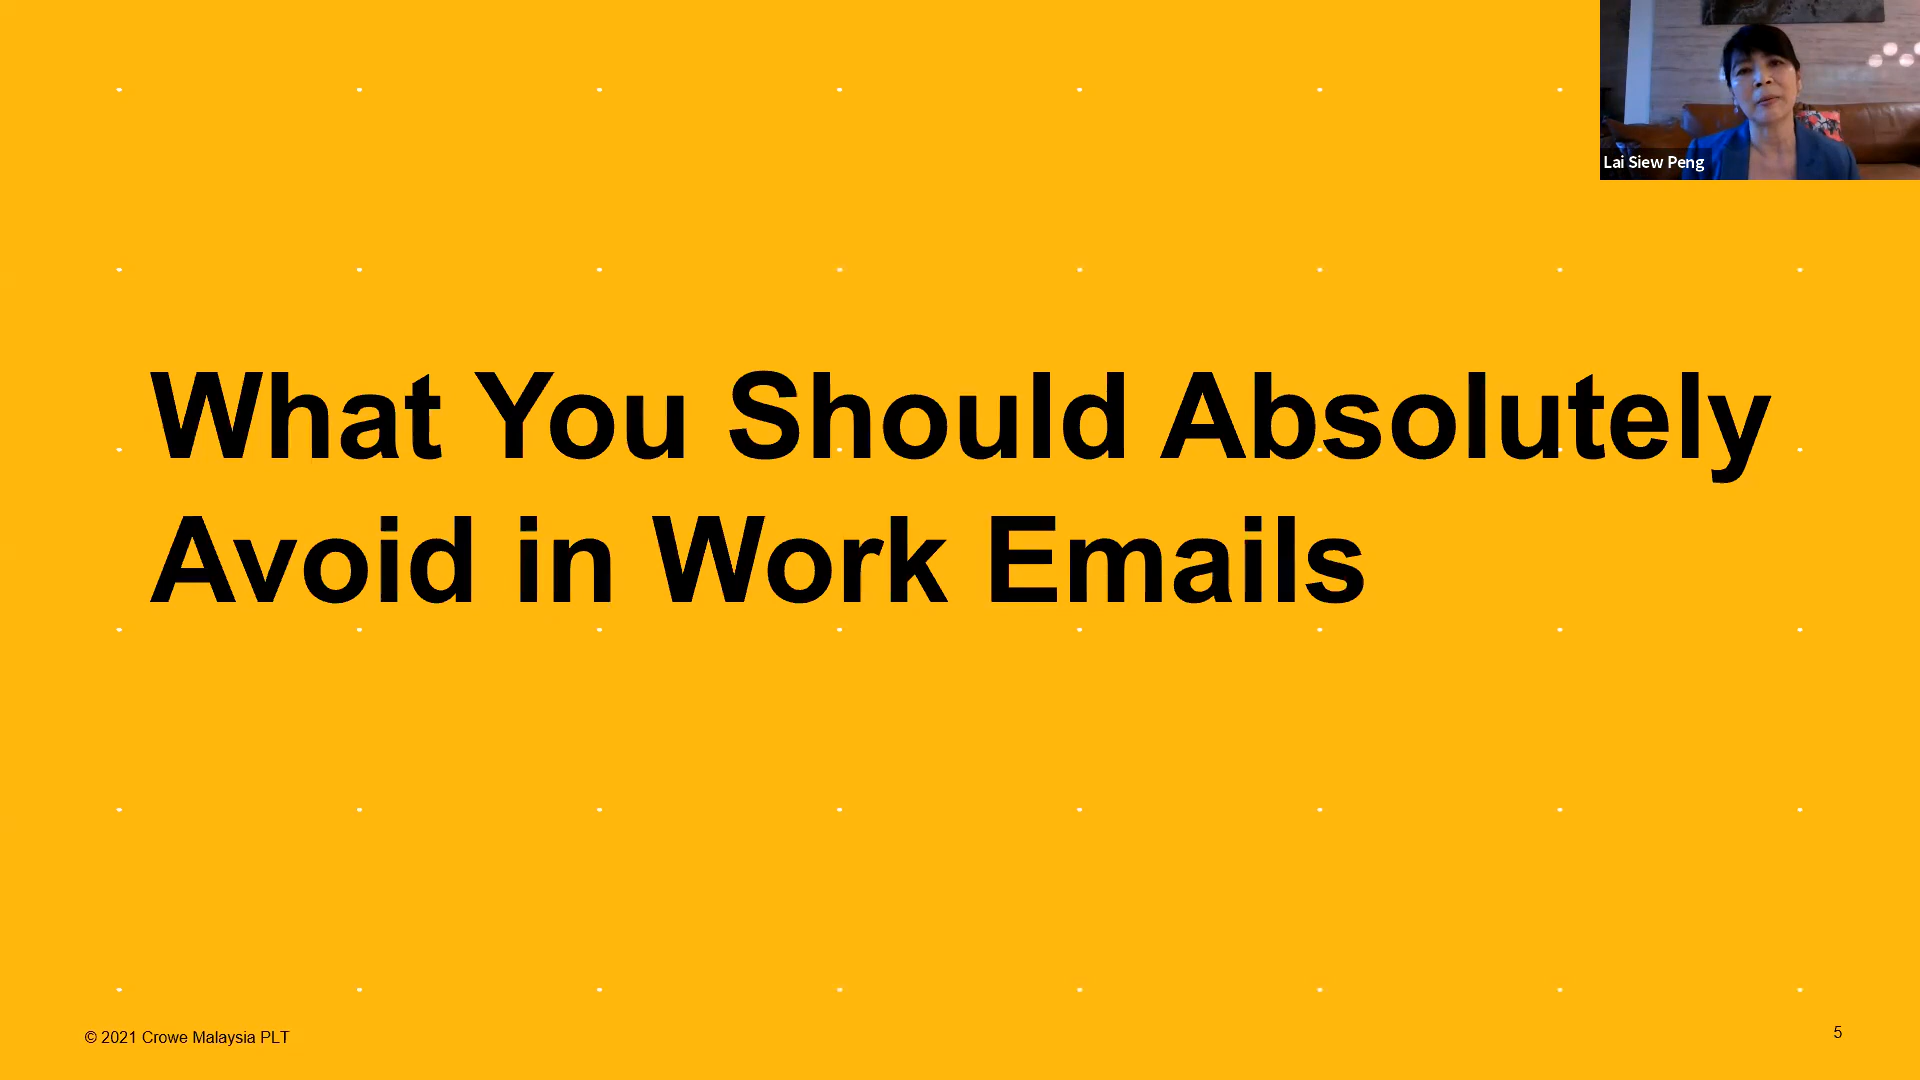 Lai Siew Peng
What You Should Absolutely
Avoid in Work Emails
© 2021 Crowe Malaysia PLT
5